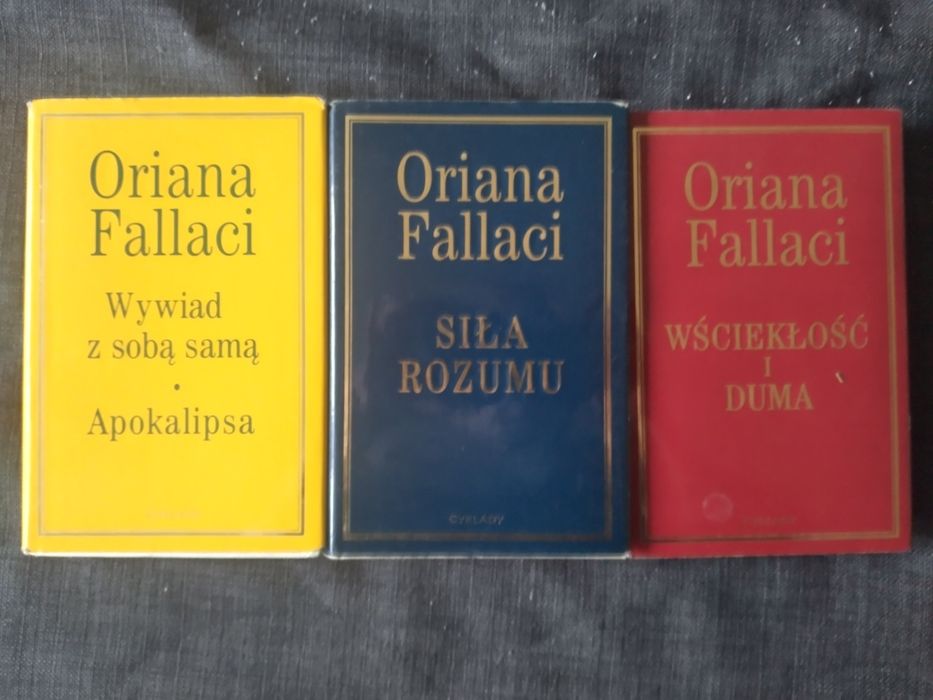 Oriana
Fallaci
Wywiad
z sobą samą
•
Apokalipsa
Oriana
Fallaci
SIŁA
ROZUMU
CYKLADY
Oriana
Fallaci
WŚCIEKŁOŚĆ
I
DUMA